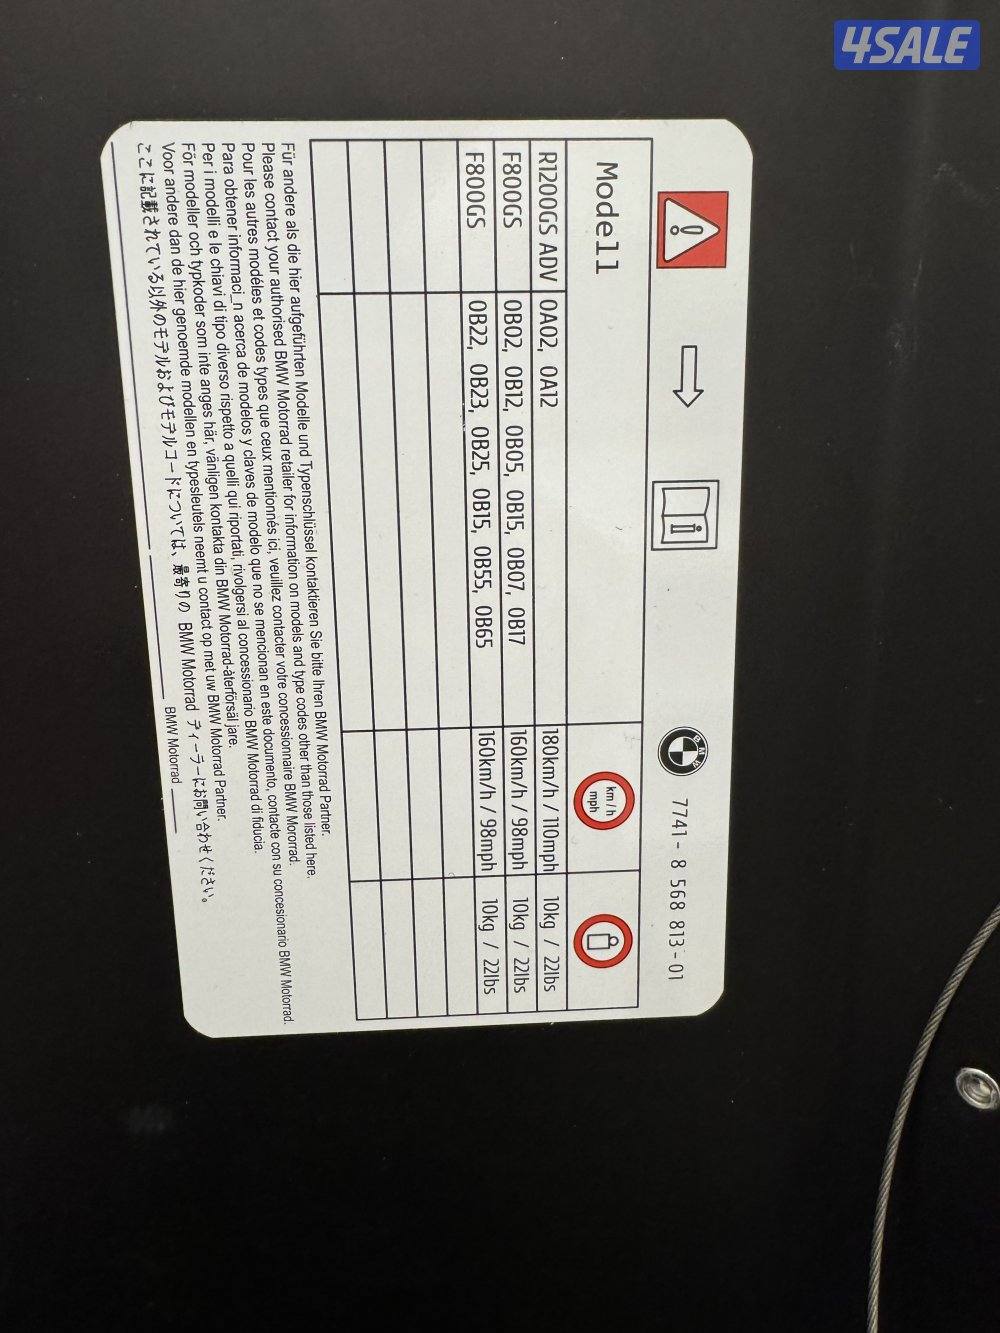 4SALE
BMW 7741- 8 568 813 - 01
Modell km/h mph
R1200GS ADV 0A02, 0A12 180km/h / 110mph 10kg / 22lbs
F800GS 0B02, 0B12, 0B05, 0B15, 0B07, 0B17 160km/h / 98mph 10kg / 22lbs
F800GS 0B22, 0B23, 0B25, 0B15, 0B55, 0B65 160km/h / 98mph 10kg / 22lbs
Für andere als die hier aufgeführten Modelle und Typenschlüssel kontaktieren Sie bitte Ihren BMW Motorrad Partner.
Please contact your authorised BMW Motorrad retailer for information on models and type codes other than those listed here.
Pour les autres modéles et codes types que ceux mentionnés ici, veuillez contacter votre concessionnaire BMW Mororrad.
Para obtener informaci_n acerca de modelos y claves de modelo que no se mencionan en este documento, contacte con su concesionario BMW Motorrad.
Per i modelli e le chiavi di tipo diverso rispetto a quelli qui riportati, rivolgersi al concessionario BMW Motorrad di fiducia.
För modeller och typkoder som inte anges här, vänligen kontakta din BMW Motorrad-återförsäljare.
Voor andere dan de hier genoemde modellen en typesleutels neemt u contact op met uw BMW Motorrad Partner.
ここに記載されている以外のモデルおよびモデルコードについては、最寄りの BMW Motorrad ディーラーにお問い合わせください。
BMW Motorrad